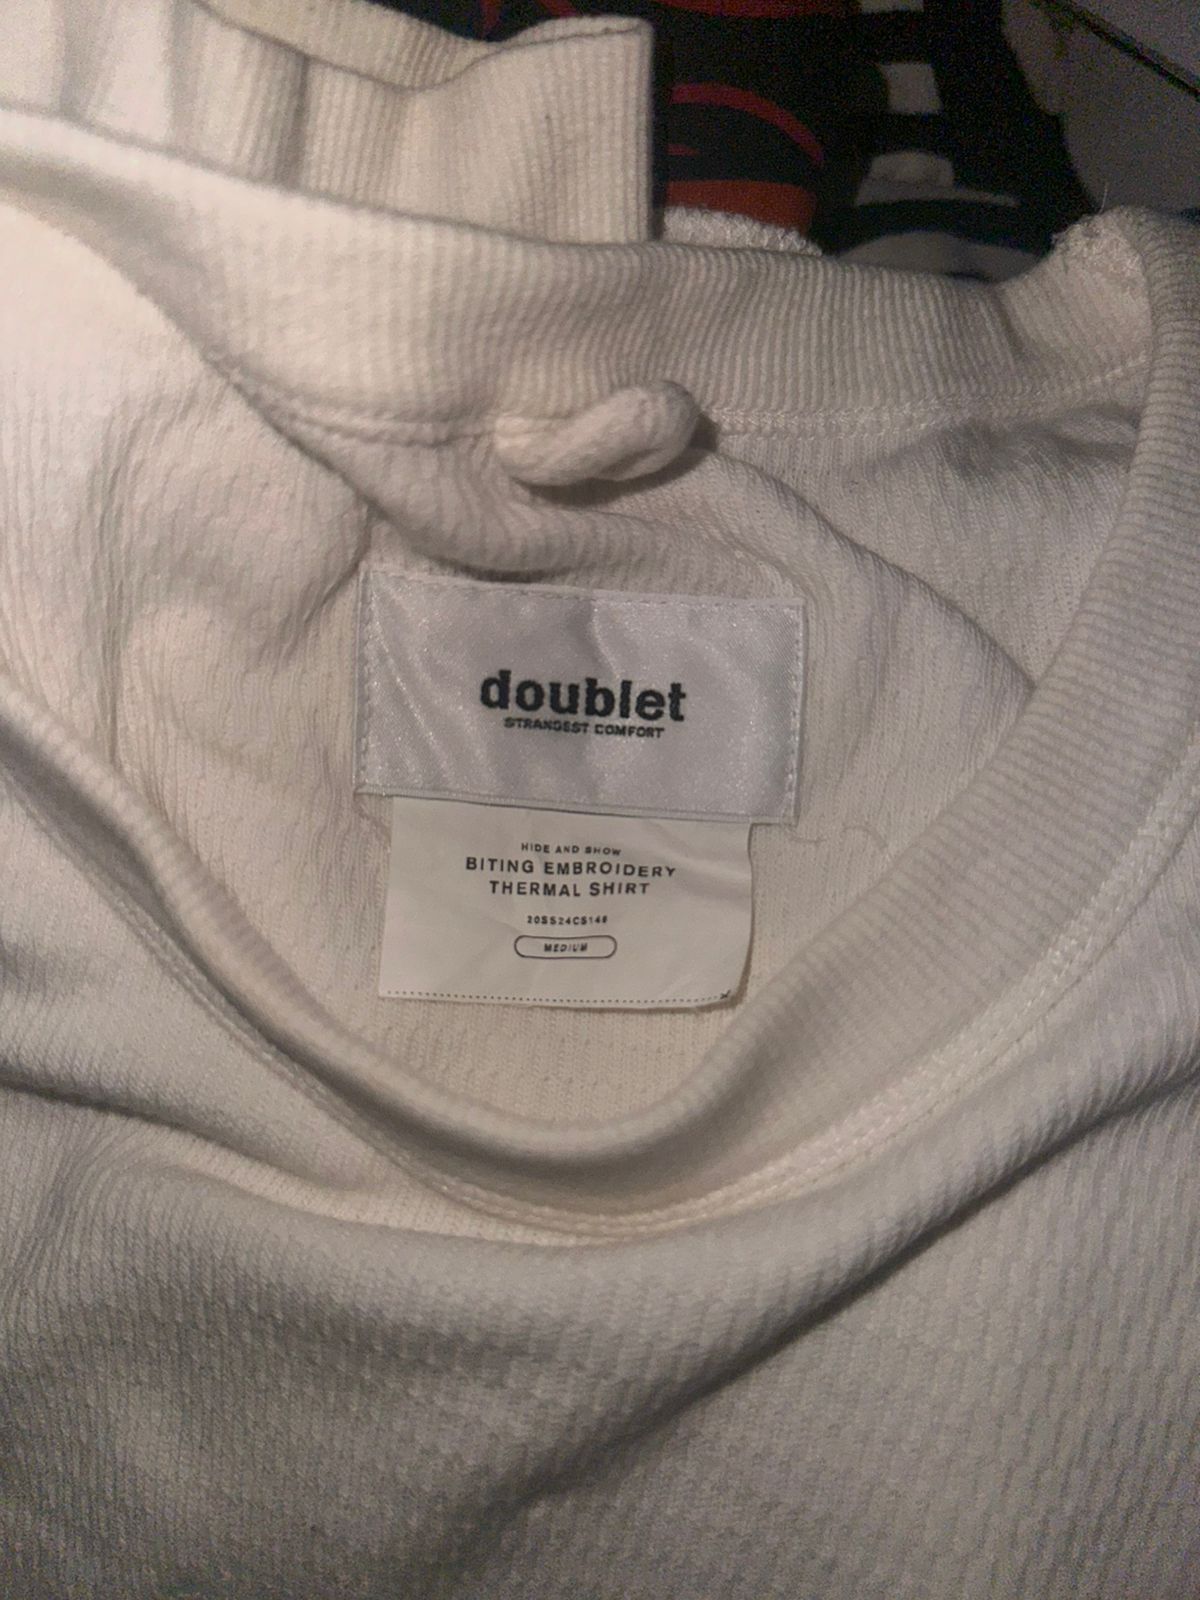 doublet
STRANGEST COMFORT
HIDE AND SHOW
BITING EMBROIDERY
THERMAL SHIRT
20SS24CS148
MEDIUM